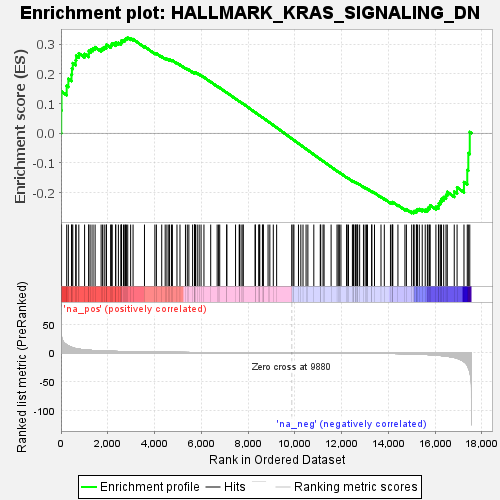 Enrichment plot: HALLMARK_KRAS_SIGNALING_DN
Enrichment score (ES)
0.3
0.2
0.1
0.0
-0.1
-0.2
'na_pos' (positively correlated)
Ranked list metric (PreRanked)
50
0
-50
-100
Zero cross at 9880
'na_neg' (negatively correlated)
0 2,000 4,000 6,000 8,000 10,000 12,000 14,000 16,000 18,000
Rank in Ordered Dataset
Enrichment profile Hits Ranking metric scores